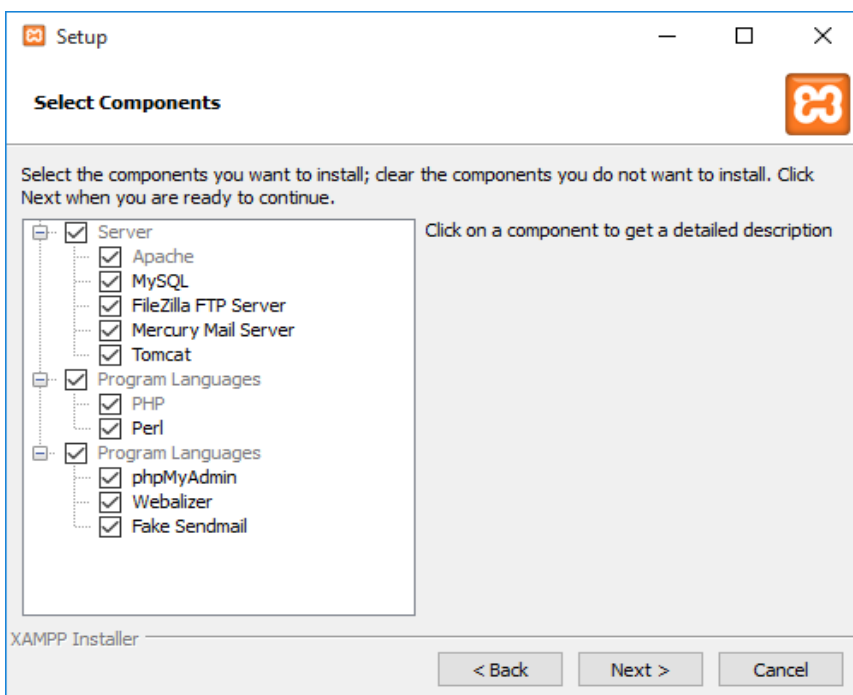 Setup
Select Components
Select the components you want to install; clear the components you do not want to install. Click
Next when you are ready to continue.
Server
Apache
MySQL
FileZilla FTP Server
Mercury Mail Server
Tomcat
Program Languages
PHP
Perl
Program Languages
phpMyAdmin
Webalizer
Fake Sendmail
Click on a component to get a detailed description
XAMPP Installer
< Back
Next >
Cancel